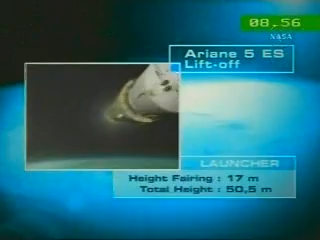 08.56
NASA
Ariane 5 ES
Lift-off
LAUNCHER
Height Fairing : 17 m
Total Height : 50,5 m